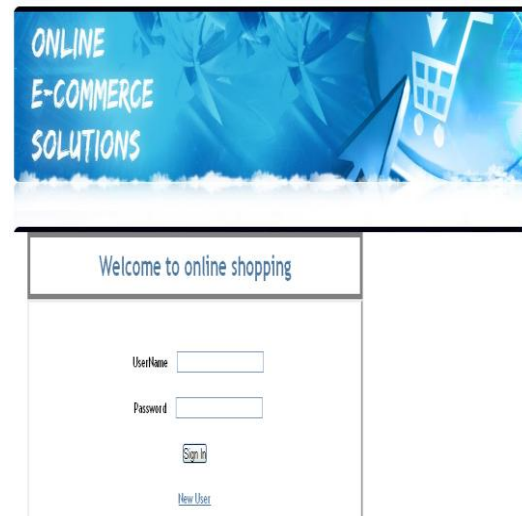 ONLINE
E-COMMERCE
SOLUTIONS
Welcome to online shopping
UserName
Password
Sign In
New User